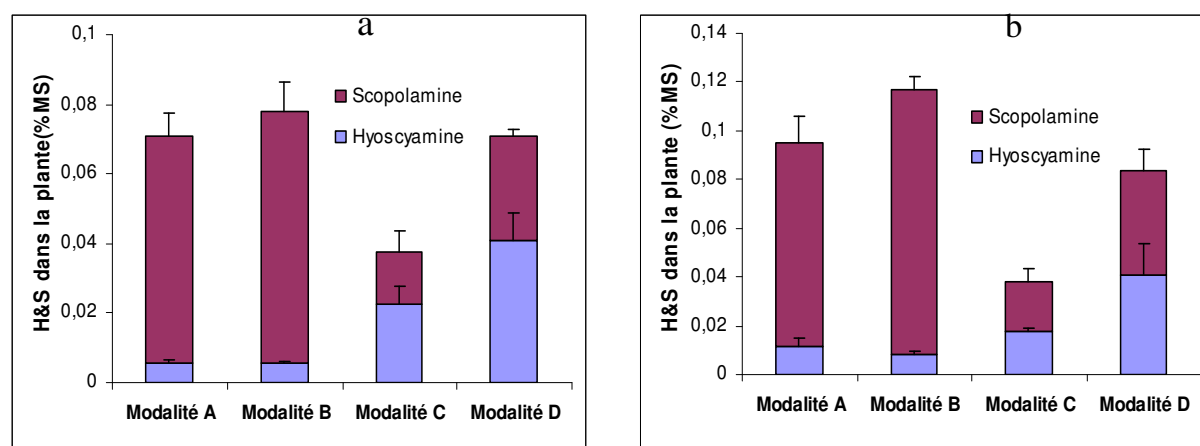 a
0,1
0,08
0,06
0,04
0,02
0
H&S dans la plante(%MS)
Scopolamine
Hyoscyamine
Modalité A Modalité B Modalité C Modalité D
b
0,14
0,12
0,1
0,08
0,06
0,04
0,02
0
H&S dans la plante (%MS)
Scopolamine
Hyoscyamine
Modalité A Modalité B Modalité C Modalité D